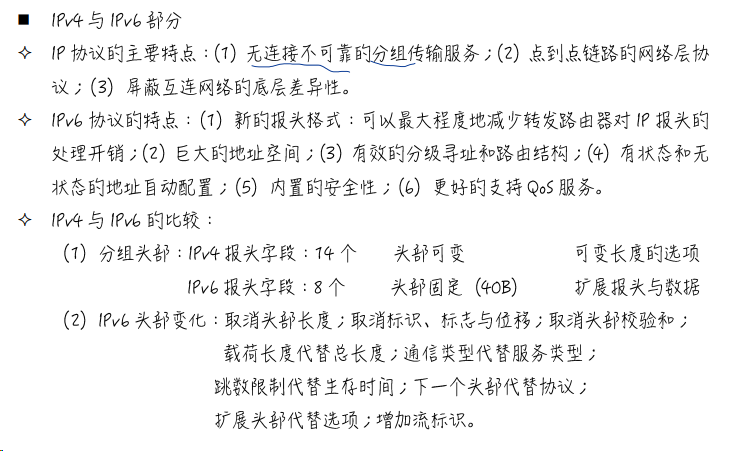 IPv4 与 IPv6 部分
IP 协议的主要特点：(1) 无连接不可靠的分组传输服务；(2) 点到点链路的网络层协
议；(3) 屏蔽互连网络的底层差异性。
IPv6 协议的特点：(1) 新的报头格式：可以最大程度地减少转发路由器对 IP 报头的
处理开销；(2) 巨大的地址空间；(3) 有效的分级寻址和路由结构；(4) 有状态和无
状态的地址自动配置；(5) 内置的安全性；(6) 更好的支持 QoS 服务。
IPv4 与 IPv6 的比较：
(1) 分组头部：IPv4 报头字段：14 个 头部可变 可变长度的选项
IPv6 报头字段：8 个 头部固定 (40B) 扩展报头与数据
(2) IPv6 头部变化：取消头部长度；取消标识、标志与位移；取消头部校验和；
载荷长度代替总长度；通信类型代替服务类型；
跳数限制代替生存时间；下一个头部代替协议；
扩展头部代替选项；增加流标识。